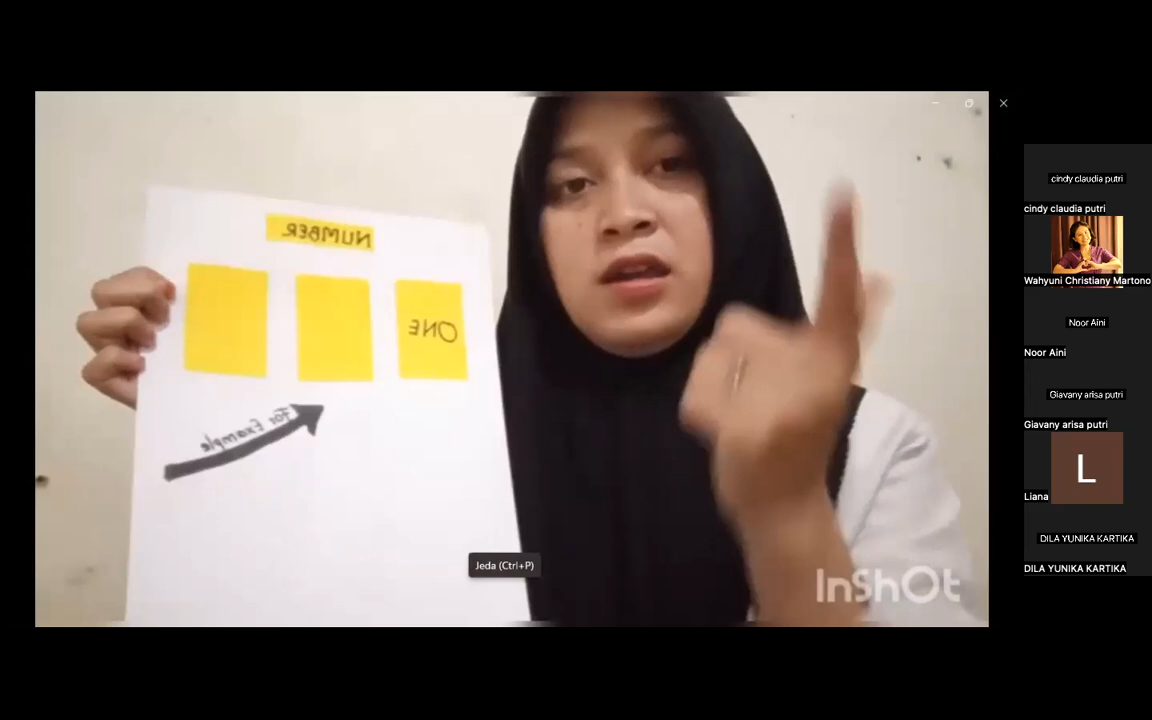 NUMBER
ONE
For Example
Jeda (Ctrl+P)
InShOt
cindy claudia putri
cindy claudia putri
Wahyuni Christiany Martono
Noor Aini
Noor Aini
Giavany arisa putri
Giavany arisa putri
L
Liana
DILA YUNIKA KARTIKA
DILA YUNIKA KARTIKA